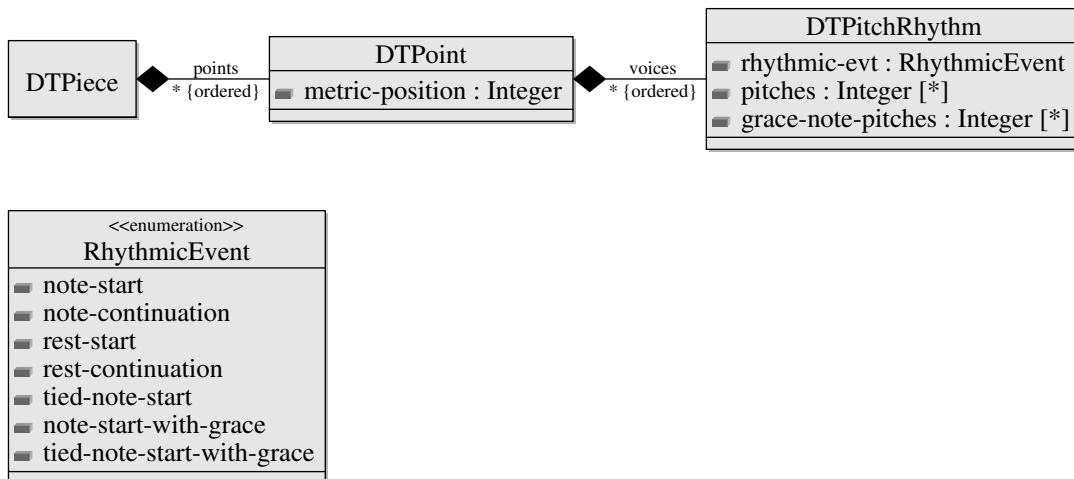 DTPiece
points
* {ordered}
DTPoint
metric-position : Integer
voices
* {ordered}
DTPitchRhythm
rhythmic-evt : RhythmicEvent
pitches : Integer [*]
grace-note-pitches : Integer [*]
<<enumeration>>
RhythmicEvent
note-start
note-continuation
rest-start
rest-continuation
tied-note-start
note-start-with-grace
tied-note-start-with-grace